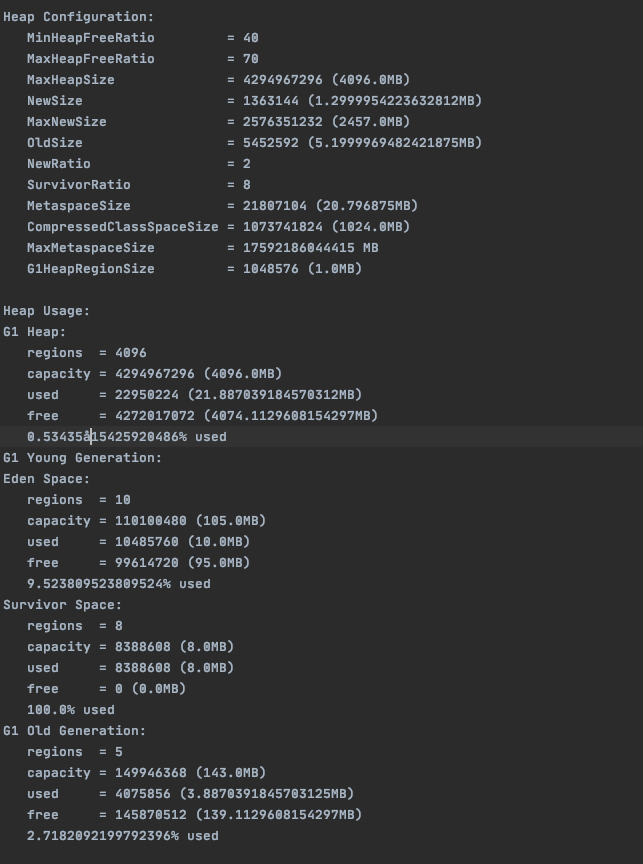 Heap Configuration:
MinHeapFreeRatio = 40
MaxHeapFreeRatio = 70
MaxHeapSize = 4294967296 (4096.0MB)
NewSize = 1363144 (1.2999954223632812MB)
MaxNewSize = 2576351232 (2457.0MB)
OldSize = 5452592 (5.1999969482421875MB)
NewRatio = 2
SurvivorRatio = 8
MetaspaceSize = 21807104 (20.796875MB)
CompressedClassSpaceSize = 1073741824 (1024.0MB)
MaxMetaspaceSize = 17592186044415 MB
G1HeapRegionSize = 1048576 (1.0MB)
Heap Usage:
G1 Heap:
regions = 4096
capacity = 4294967296 (4096.0MB)
used = 22950224 (21.887039184570312MB)
free = 4272017072 (4074.1129608154297MB)
0.53435a15425920486% used
G1 Young Generation:
Eden Space:
regions = 10
capacity = 110100480 (105.0MB)
used = 10485760 (10.0MB)
free = 99614720 (95.0MB)
9.523809523809524% used
Survivor Space:
regions = 8
capacity = 8388608 (8.0MB)
used = 8388608 (8.0MB)
free = 0 (0.0MB)
100.0% used
G1 Old Generation:
regions = 5
capacity = 149946368 (143.0MB)
used = 4075856 (3.8870391845703125MB)
free = 145870512 (139.1129608154297MB)
2.7182092199792396% used